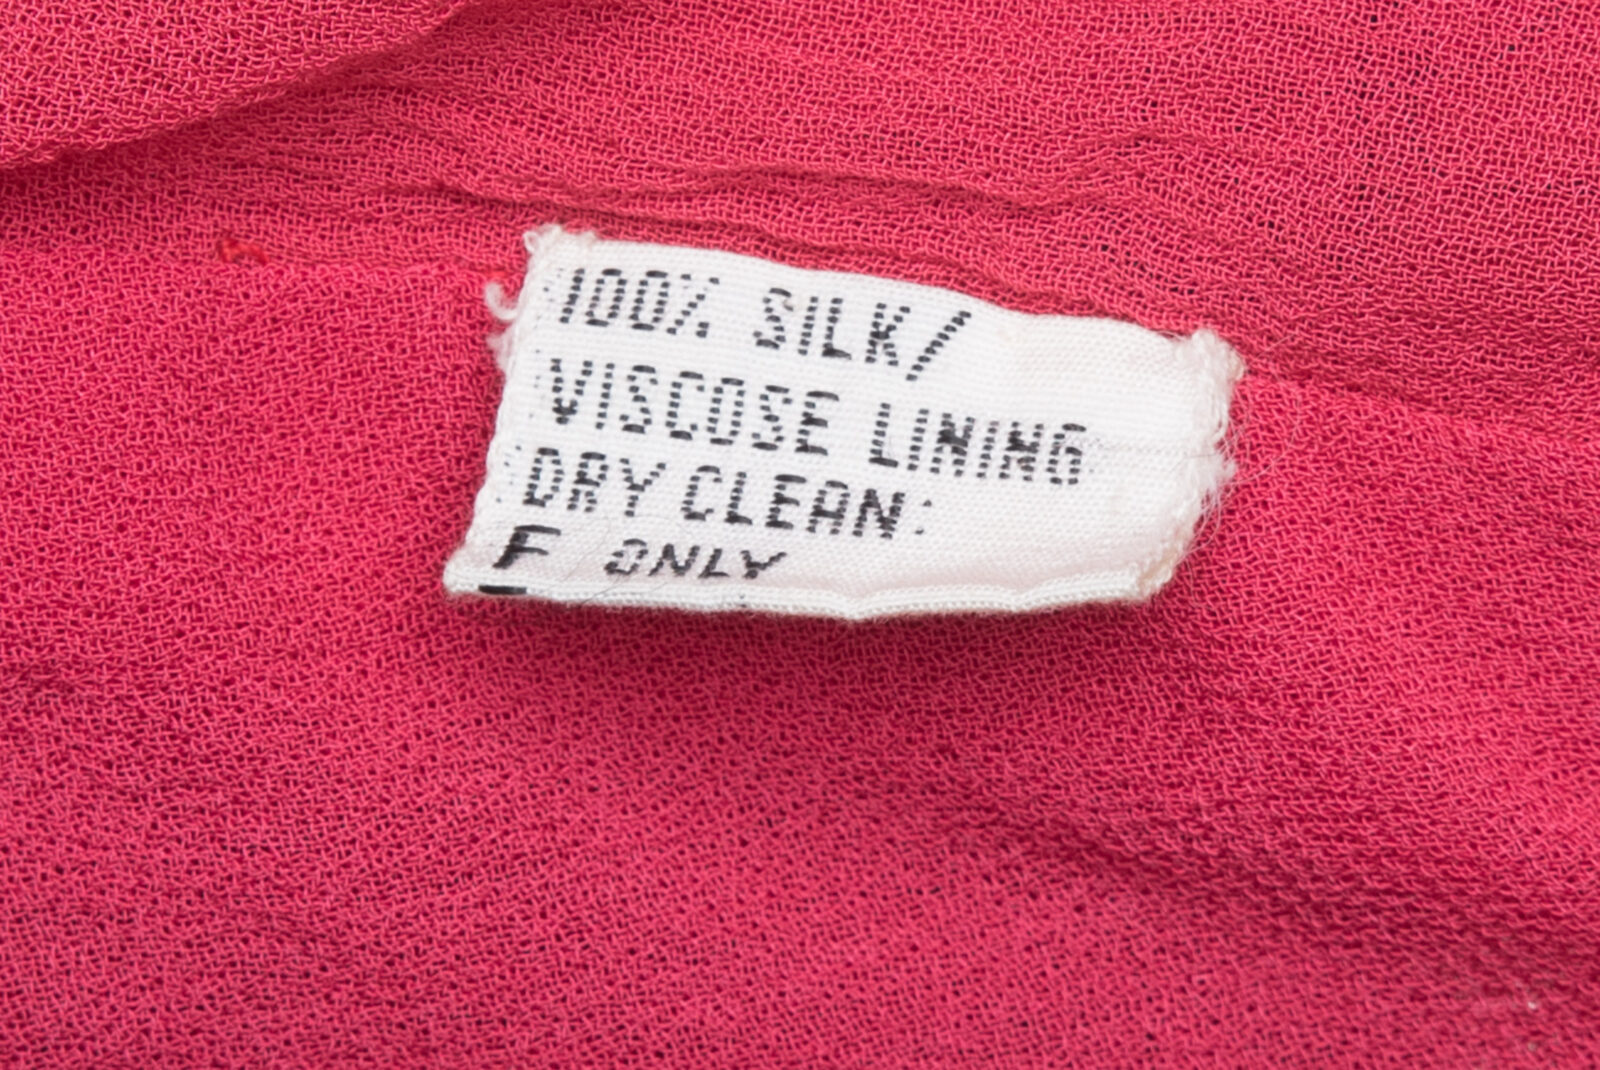 100% SILK/
VISCOSE LINING
DRY CLEAN:
F ONLY